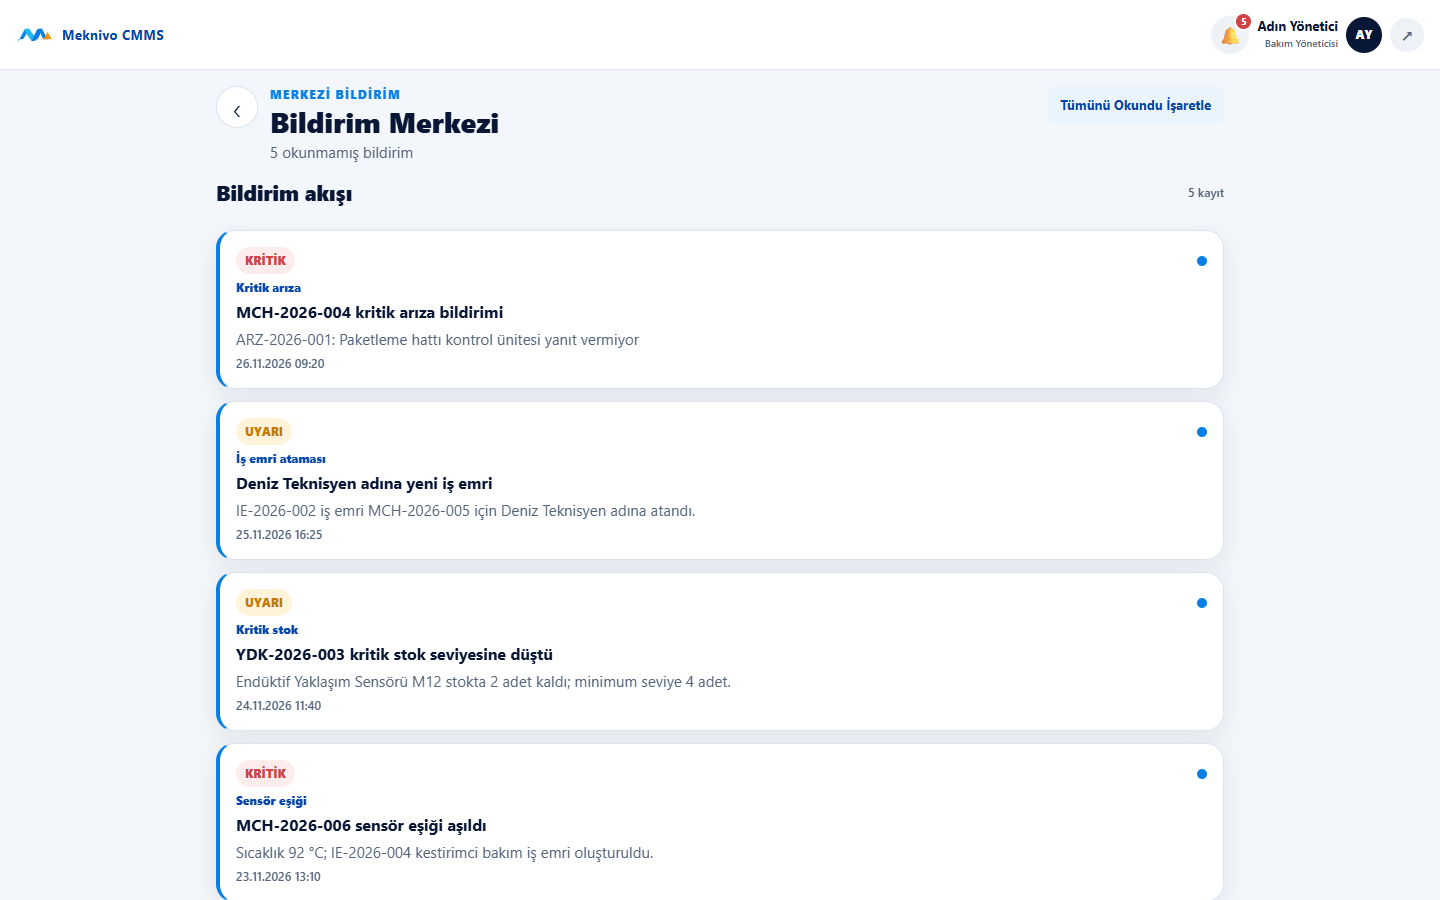 Meknivo CMMS
5
Adın Yönetici
Bakım Yöneticisi
AY
↗
‹
MERKEZİ BİLDİRİM
Bildirim Merkezi
5 okunmamış bildirim
Tümünü Okundu İşaretle
Bildirim akışı
5 kayıt
KRİTİK
Kritik arıza
MCH-2026-004 kritik arıza bildirimi
ARZ-2026-001: Paketleme hattı kontrol ünitesi yanıt vermiyor
26.11.2026 09:20
UYARI
İş emri ataması
Deniz Teknisyen adına yeni iş emri
IE-2026-002 iş emri MCH-2026-005 için Deniz Teknisyen adına atandı.
25.11.2026 16:25
UYARI
Kritik stok
YDK-2026-003 kritik stok seviyesine düştü
Endüktif Yaklaşım Sensörü M12 stokta 2 adet kaldı; minimum seviye 4 adet.
24.11.2026 11:40
KRİTİK
Sensör eşiği
MCH-2026-006 sensör eşiği aşıldı
Sıcaklık 92 °C; IE-2026-004 kestirimci bakım iş emri oluşturuldu.
23.11.2026 13:10